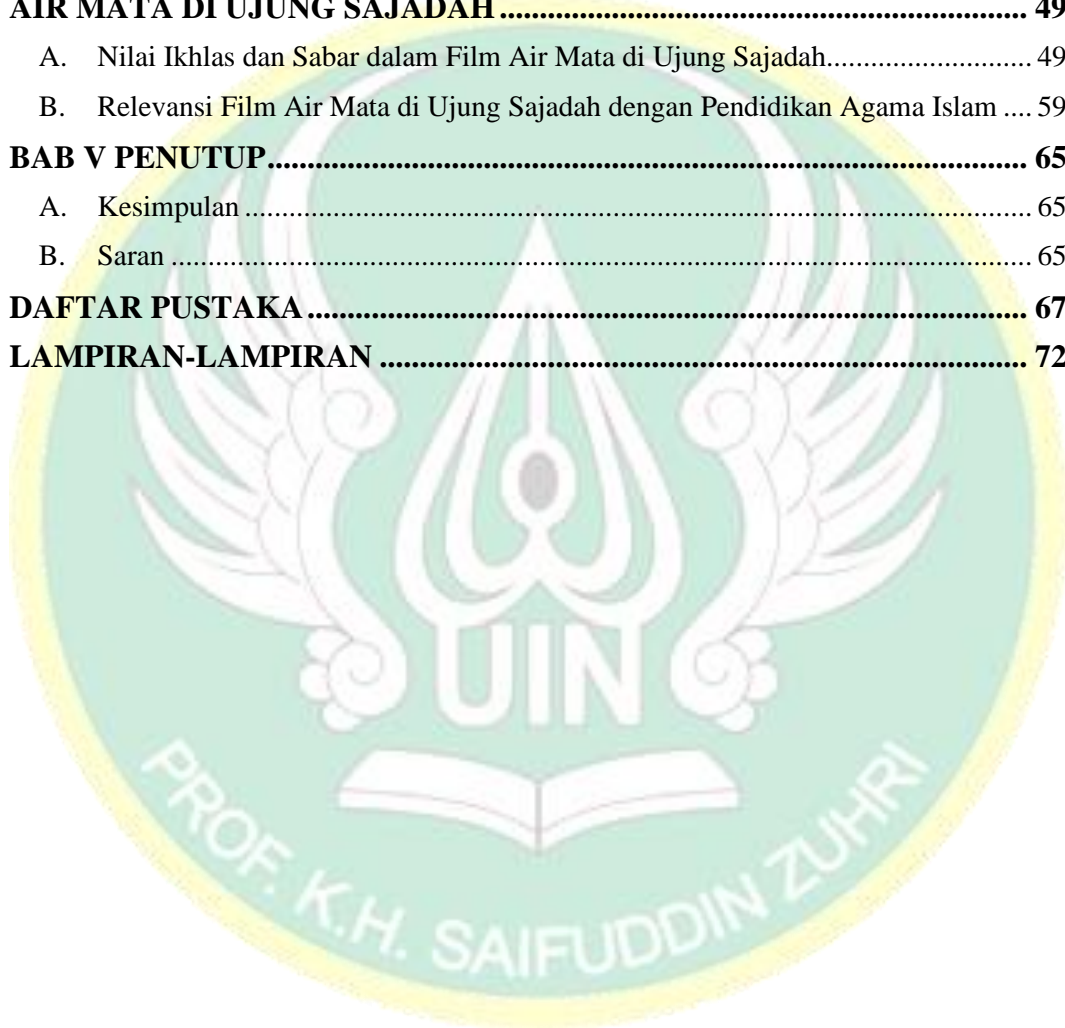 AIR MATA DI UJUNG SAJADAH ........................................................................... 49
A. Nilai Ikhlas dan Sabar dalam Film Air Mata di Ujung Sajadah............................. 49
B. Relevansi Film Air Mata di Ujung Sajadah dengan Pendidikan Agama Islam .... 59
BAB V PENUTUP............................................................................................................ 65
A. Kesimpulan ................................................................................................................ 65
B. Saran ........................................................................................................................... 65
DAFTAR PUSTAKA ....................................................................................................... 67
LAMPIRAN-LAMPIRAN ............................................................................................. 72
UIN
PROF. K.H. SAIFUDDIN ZUHRI